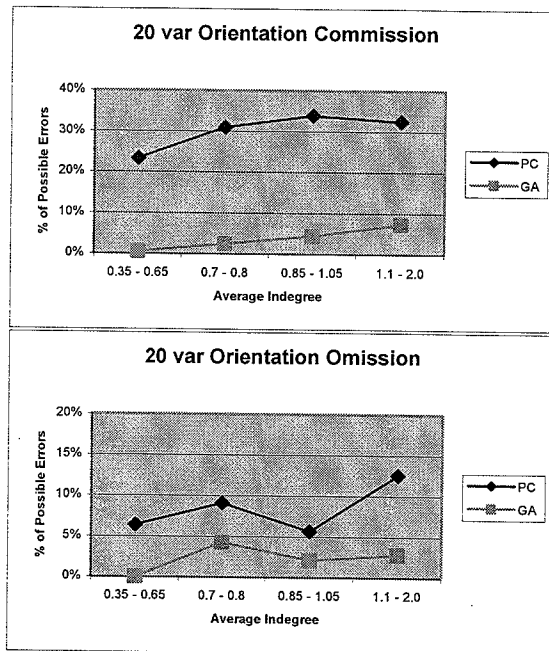 20 var Orientation Commission
40%
30%
20%
10%
0%
% of Possible Errors
0.35 - 0.65 0.7 - 0.8 0.85 - 1.05 1.1 - 2.0
Average Indegree
PC
GA
20 var Orientation Omission
20%
15%
10%
5%
0%
% of Possible Errors
0.35 - 0.65 0.7 - 0.8 0.85 - 1.05 1.1 - 2.0
Average Indegree
PC
GA